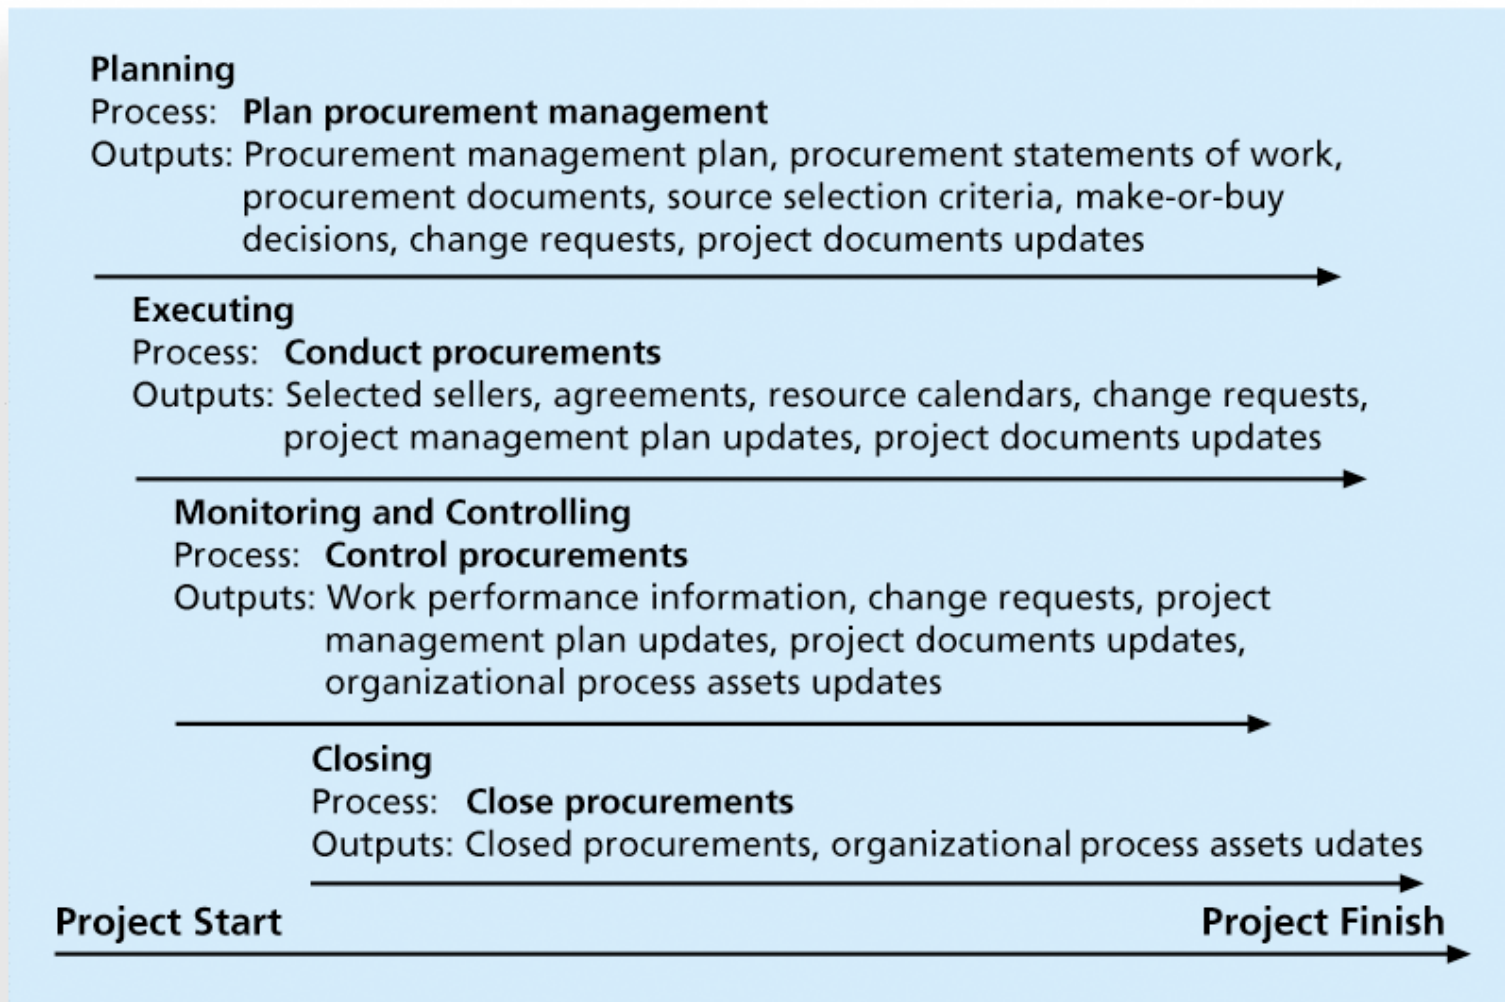 Planning
Process: Plan procurement management
Outputs: Procurement management plan, procurement statements of work,
procurement documents, source selection criteria, make-or-buy
decisions, change requests, project documents updates
Executing
Process: Conduct procurements
Outputs: Selected sellers, agreements, resource calendars, change requests,
project management plan updates, project documents updates
Monitoring and Controlling
Process: Control procurements
Outputs: Work performance information, change requests, project
management plan updates, project documents updates,
organizational process assets updates
Closing
Process: Close procurements
Outputs: Closed procurements, organizational process assets udates
Project Start Project Finish